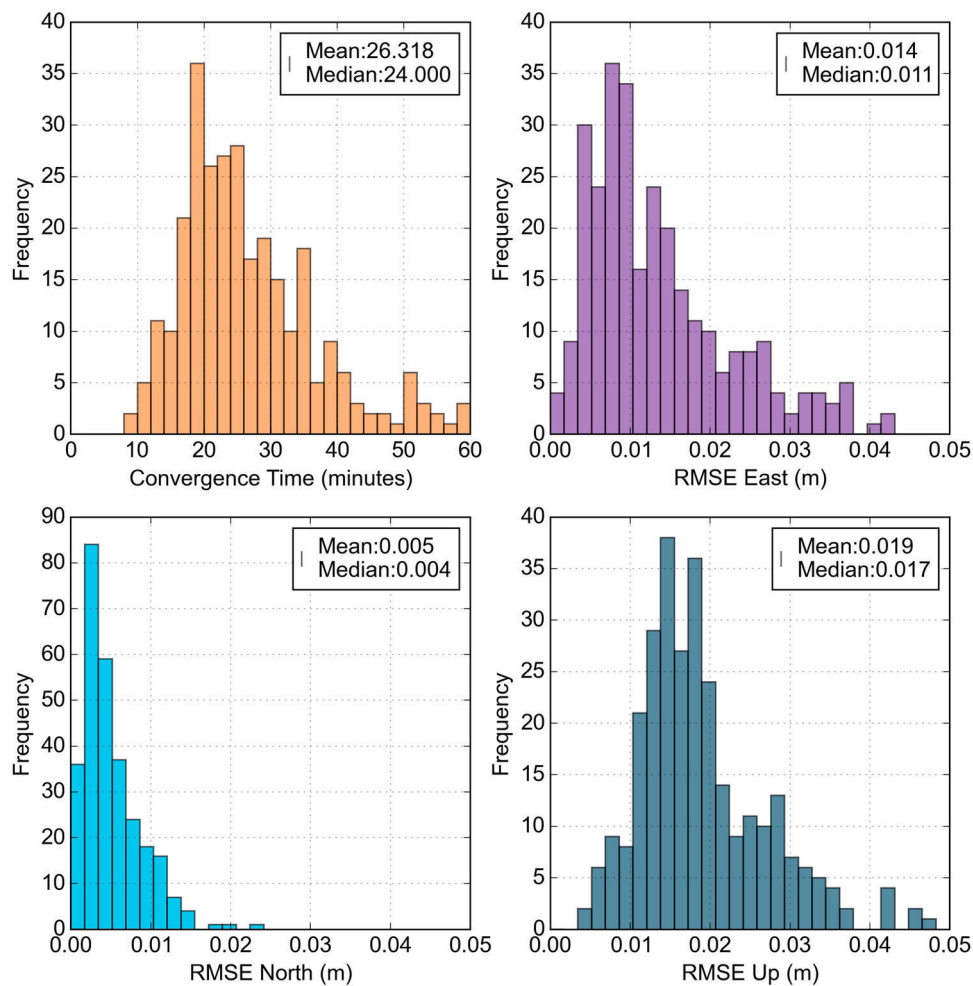 40
35
30
25
20
15
10
5
0
Frequency
Mean:26.318
Median:24.000
0 10 20 30 40 50 60
Convergence Time (minutes)
40
35
30
25
20
15
10
5
0
Frequency
Mean:0.014
Median:0.011
0.00 0.01 0.02 0.03 0.04 0.05
RMSE East (m)
90
80
70
60
50
40
30
20
10
0
Frequency
Mean:0.005
Median:0.004
0.00 0.01 0.02 0.03 0.04 0.05
RMSE North (m)
40
35
30
25
20
15
10
5
0
Frequency
Mean:0.019
Median:0.017
0.00 0.01 0.02 0.03 0.04 0.05
RMSE Up (m)